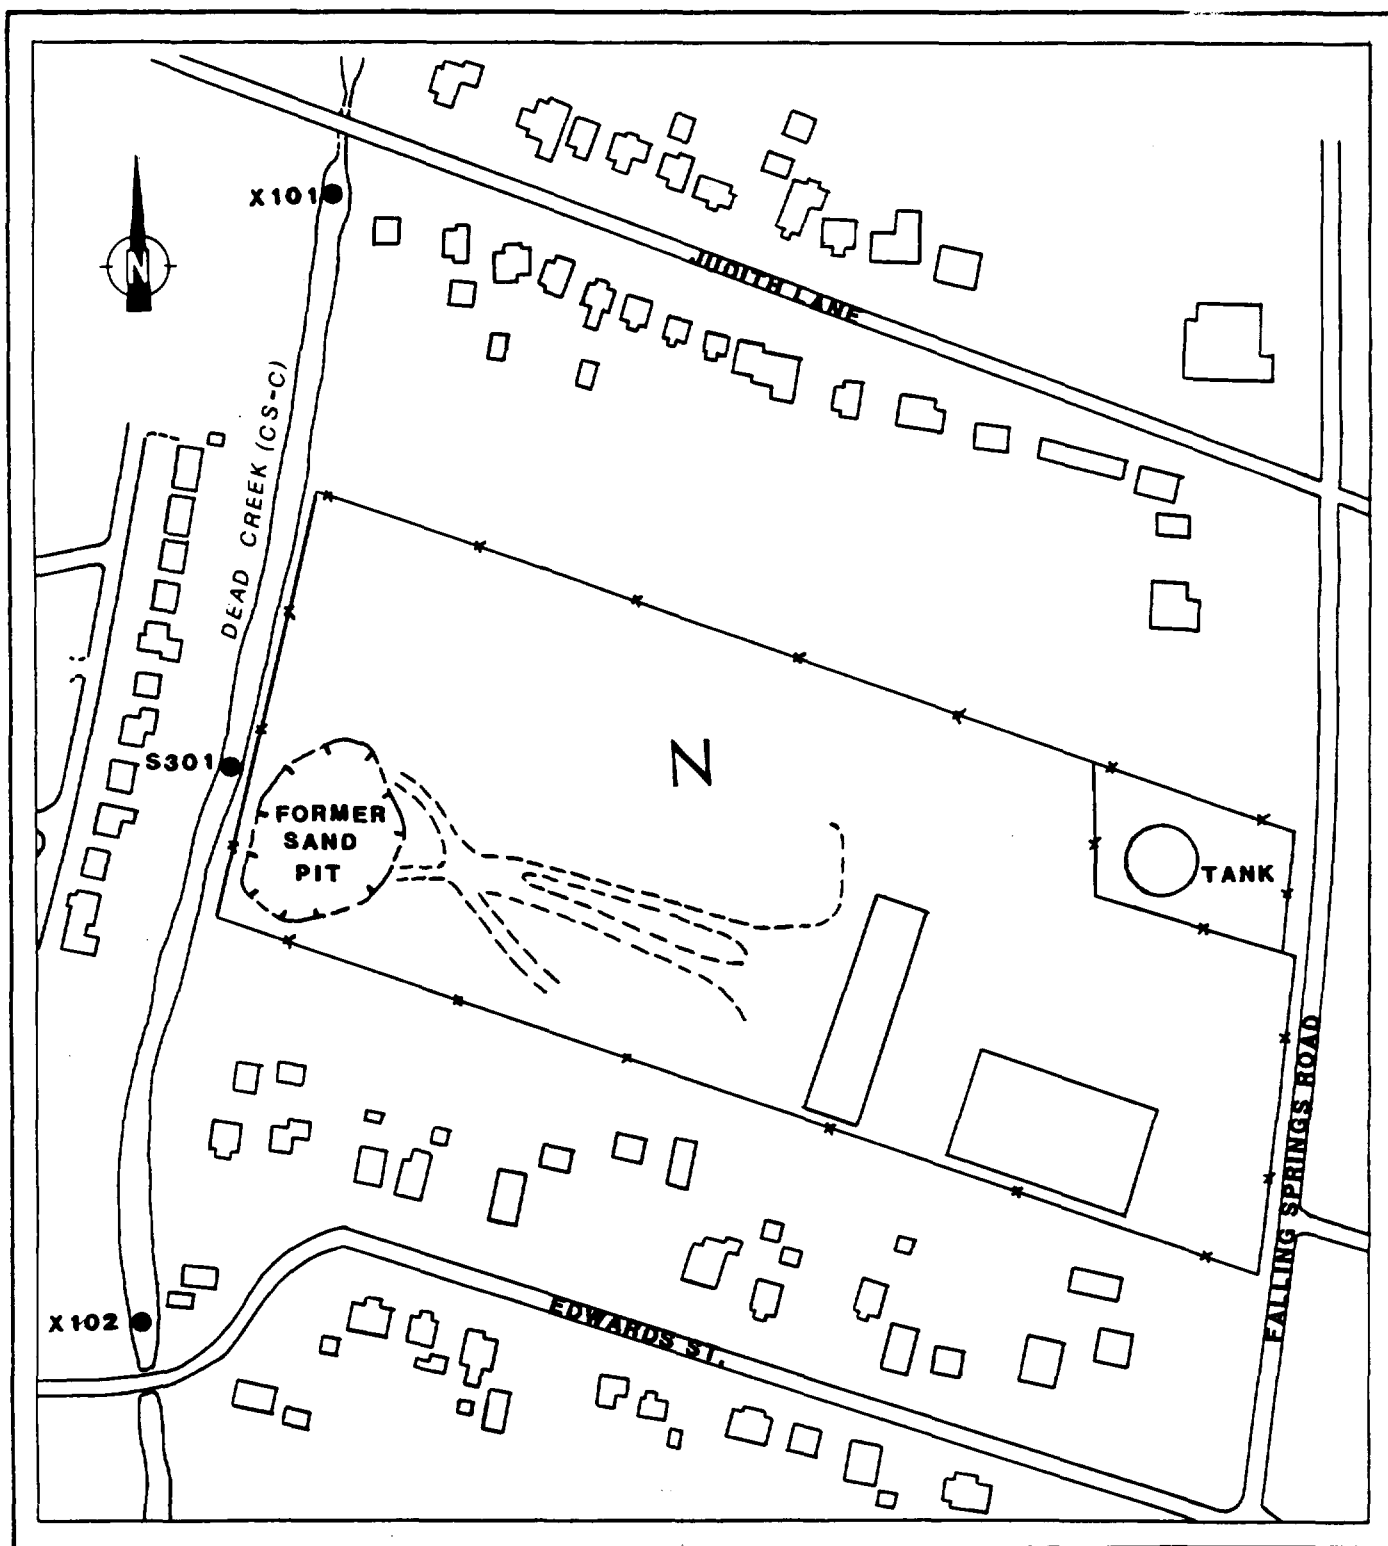 X101
N
JUDITH LANE
DEAD CREEK (CS-C)
S301
N
FORMER
SAND
PIT
TANK
FALLING SPRINGS ROAD
X102
EDWARDS ST.